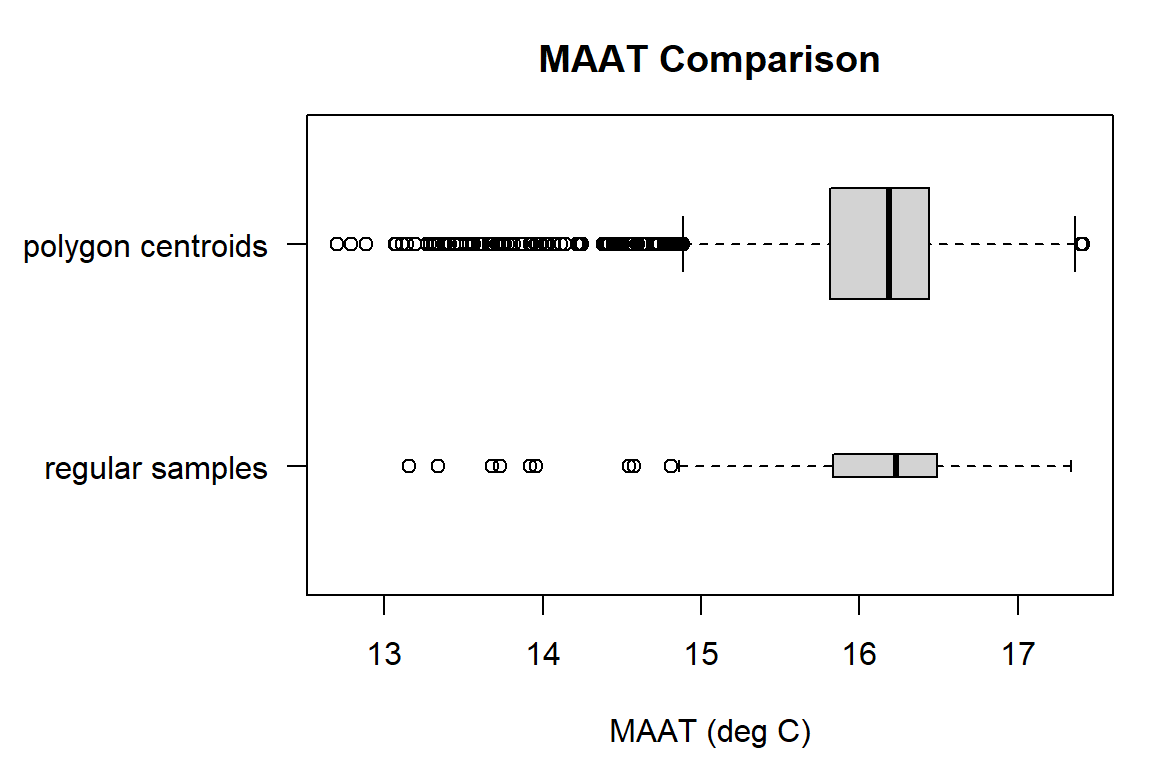 MAAT Comparison
polygon centroids
regular samples
13 14 15 16 17
MAAT (deg C)